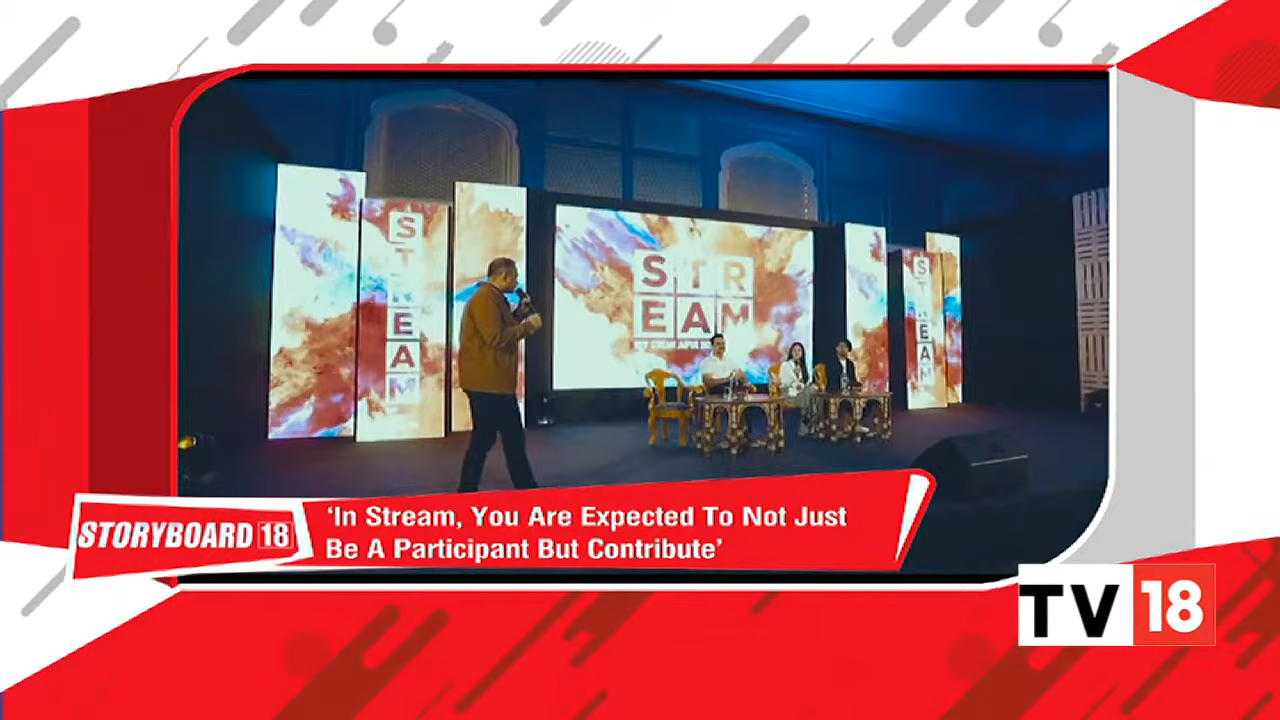 STREAM
STR
EAM
STREAM
STORYBOARD 18
‘In Stream, You Are Expected To Not Just
Be A Participant But Contribute’
TV 18